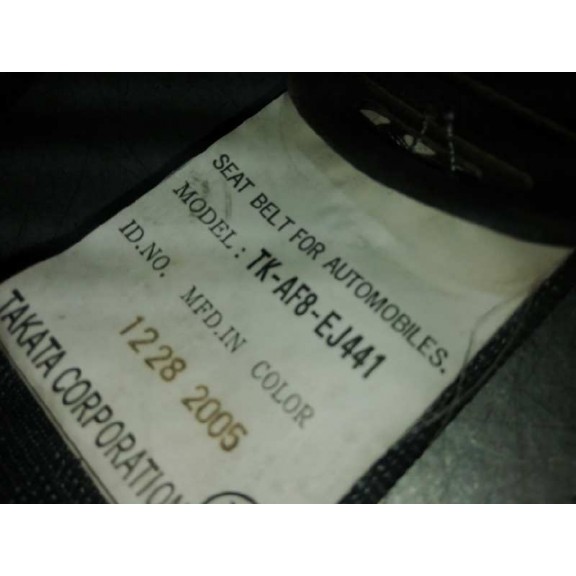 SEAT BELT FOR AUTOMOBILES.
MODEL: TK-AF8-EJ441
ID.NO. MFD.IN COLOR
1228 2005
TAKATA CORPORATION